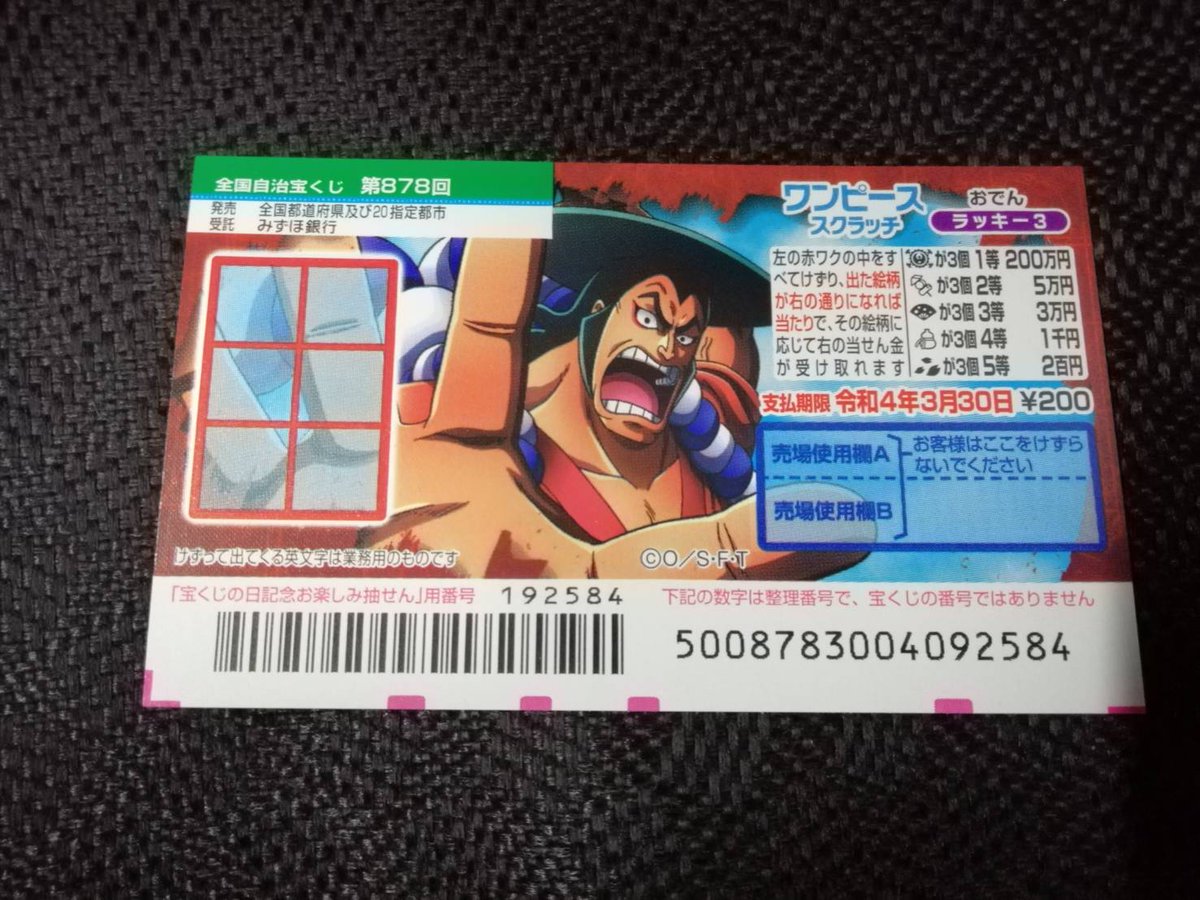 全国自治宝くじ 第878回
発売 全国都道府県及び20指定都市
受託 みずほ銀行
ワンピース
スクラッチ
おでん
ラッキー3
左の赤ワクの中をす
べてけずり、出た絵柄
が右の通りになれば
当たりで、その絵柄に
応じて右の当せん金
が受け取れます
が3個 1等 200万円
が3個 2等 5万円
が3個 3等 3万円
が3個 4等 1千円
が3個 5等 2百円
支払期限 令和4年3月30日 ¥200
売場使用欄A
お客様はここをけずら
ないでください
売場使用欄B
けずって出てくる英文字は業務用のものです
©O/S・F・T
「宝くじの日記念お楽しみ抽せん」用番号 192584
下記の数字は整理番号で、宝くじの番号ではありません
5008783004092584